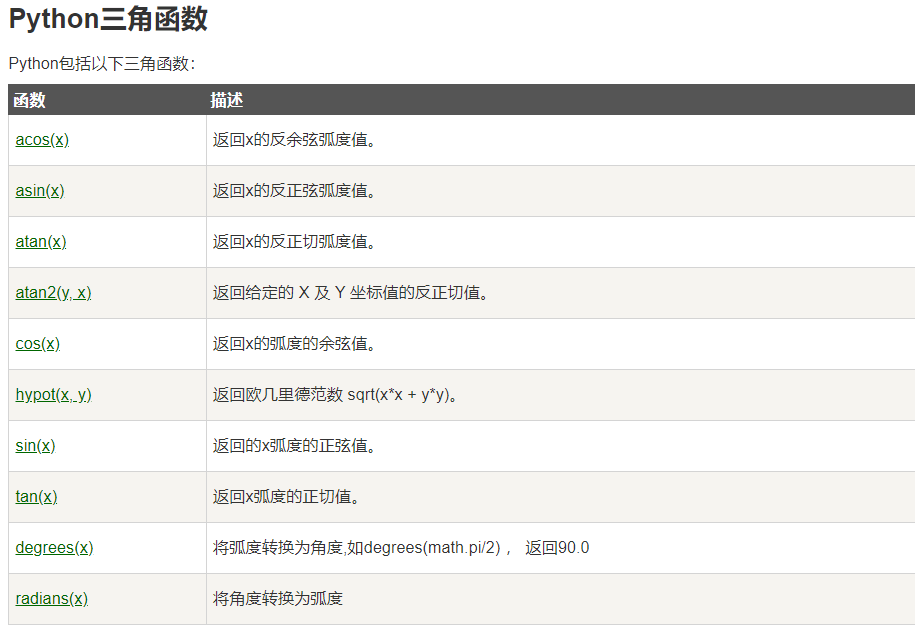 Python三角函数
Python包括以下三角函数：
函数 描述
acos(x) 返回x的反余弦弧度值。
asin(x) 返回x的反正弦弧度值。
atan(x) 返回x的反正切弧度值。
atan2(y, x) 返回给定的 X 及 Y 坐标值的反正切值。
cos(x) 返回x的弧度的余弦值。
hypot(x, y) 返回欧几里德范数 sqrt(x*x + y*y)。
sin(x) 返回的x弧度的正弦值。
tan(x) 返回x弧度的正切值。
degrees(x) 将弧度转换为角度,如degrees(math.pi/2) ， 返回90.0
radians(x) 将角度转换为弧度